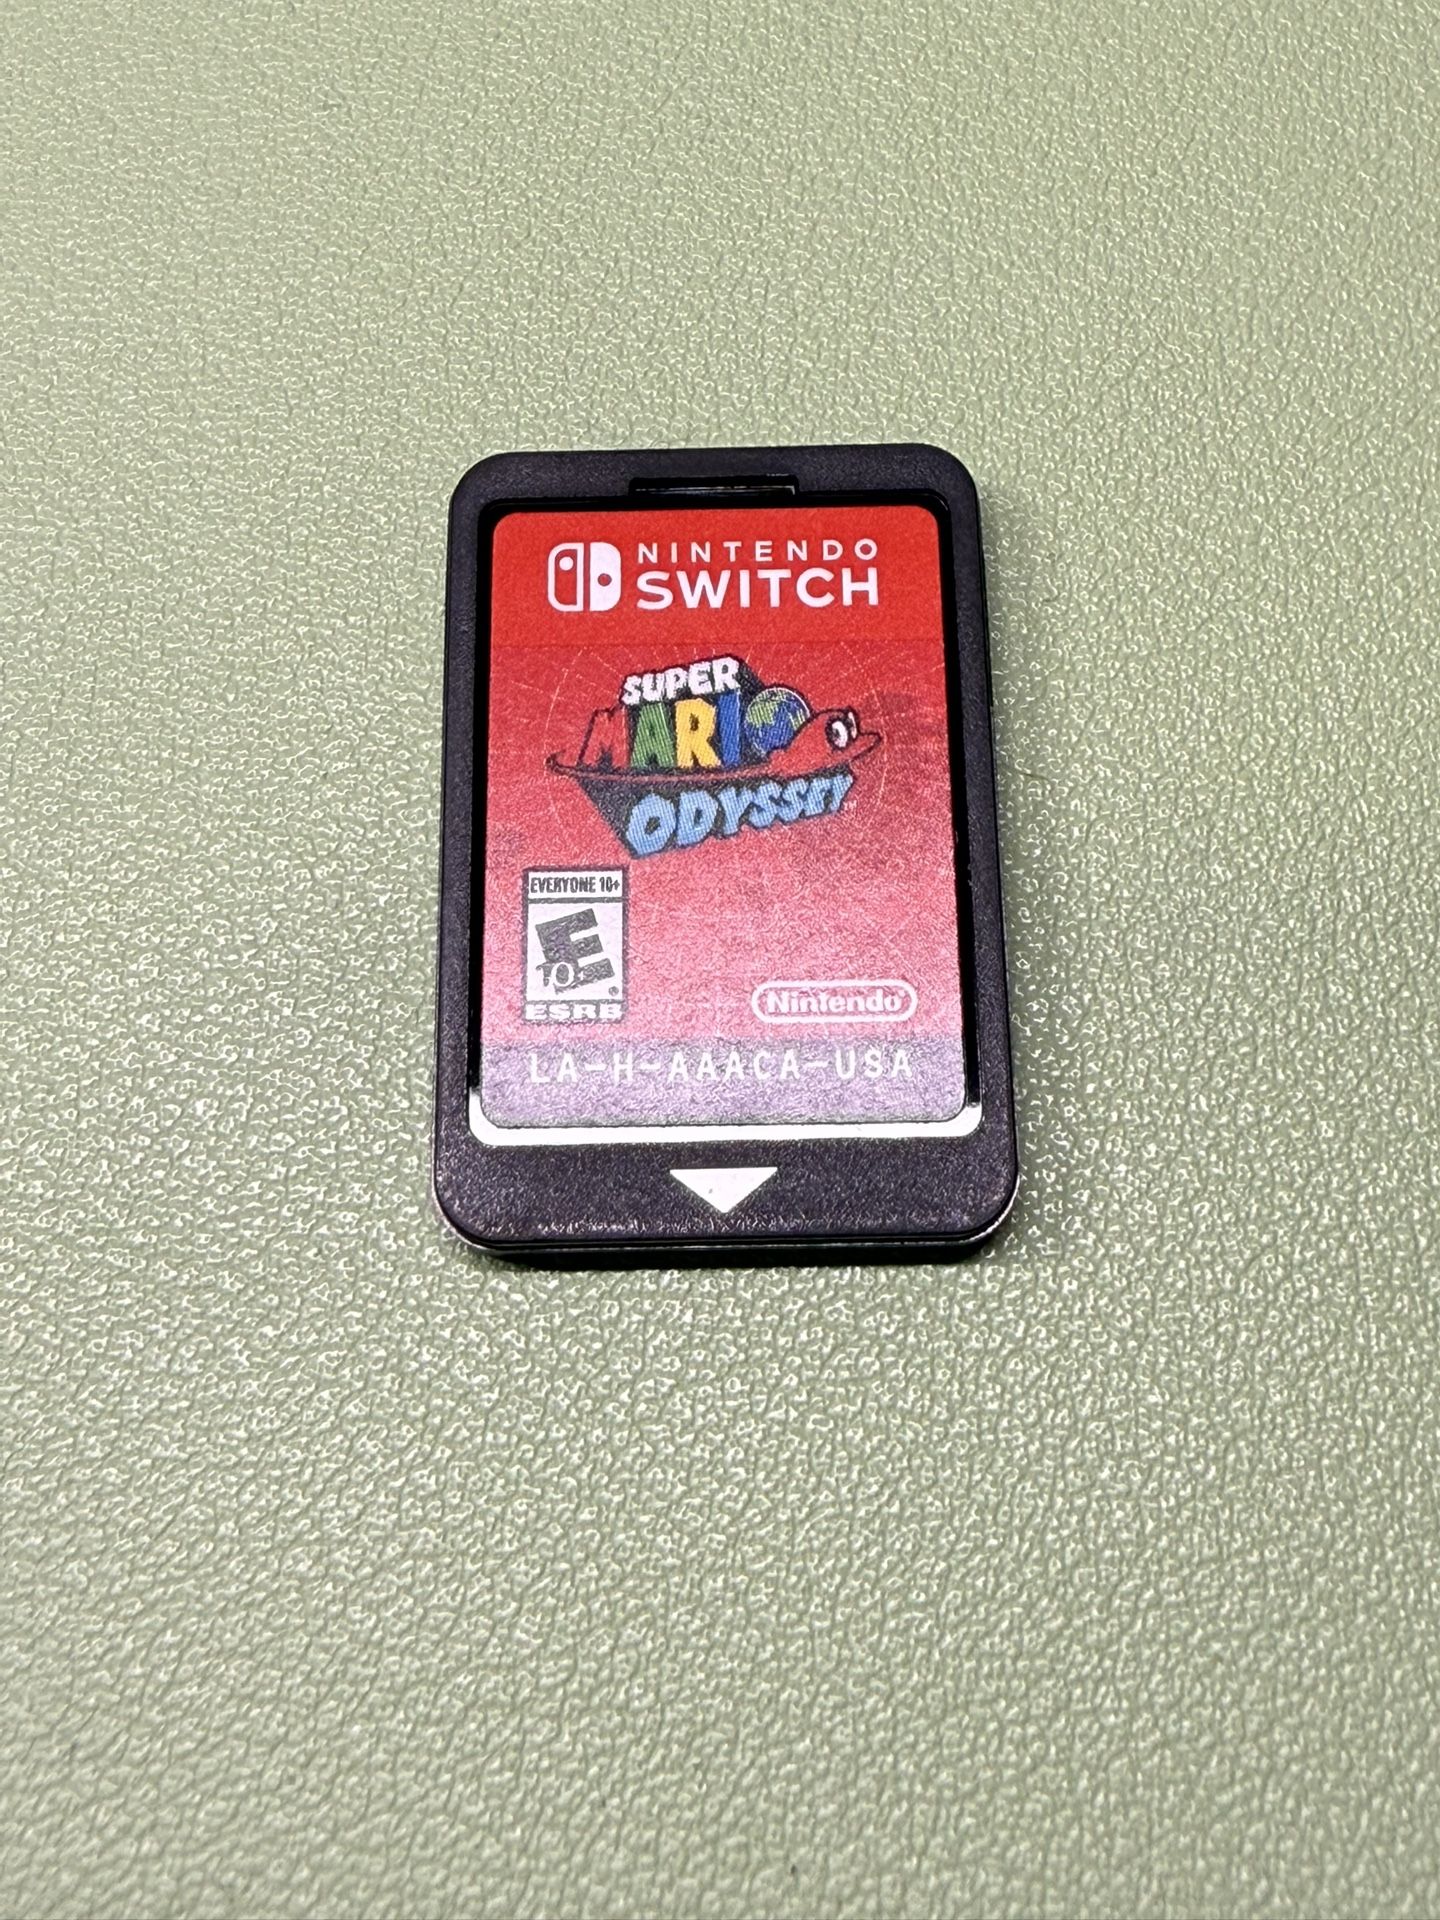 NINTENDO
SWITCH
SUPER
MARIO
ODYSSEY
EVERYONE 10+
E
10+
ESRB
Nintendo
LA-H-AAACA-USA